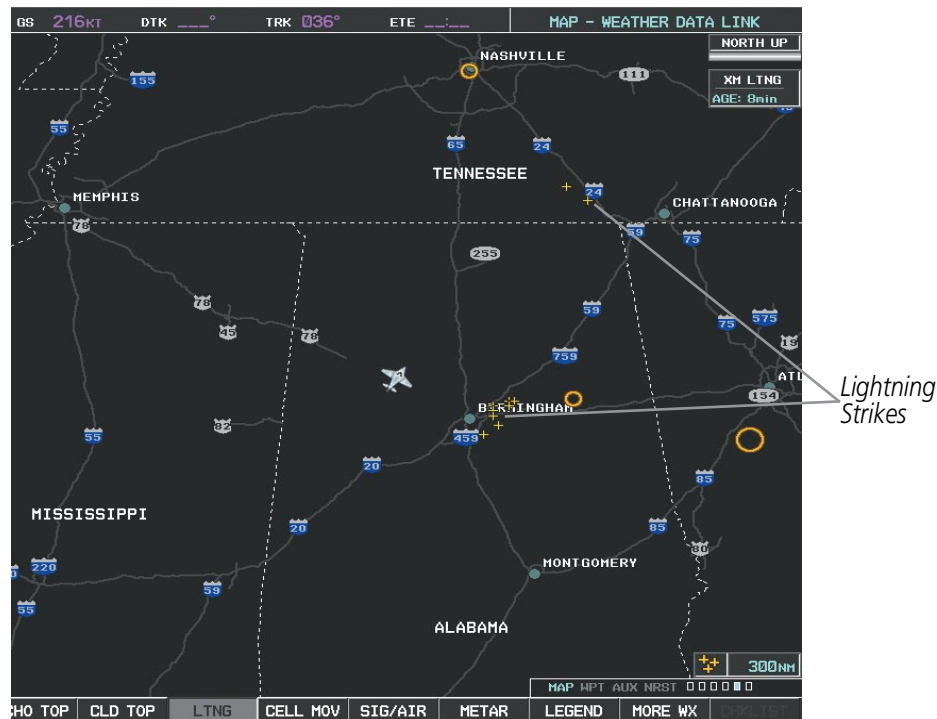 GS 216KT DTK ___° TRK 036° ETE __:__ MAP - WEATHER DATA LINK
NORTH UP
XM LTNG
AGE: 8min
NASHVILLE
155
111
55
65
24
TENNESSEE
24
MEMPHIS
CHATTANOOGA
78
59
75
255
78
59
575
45
78
75
19
759
ATL
154
Lightning
Strikes
BIRMINGHAM
82
55
459
20
85
MISSISSIPPI
20
85
80
220
MONTGOMERY
59
55
ALABAMA
300NM
MAP WPT AUX NRST
CHO TOP CLD TOP LTNG CELL MOV SIG/AIR METAR LEGEND MORE WX CHKLIST